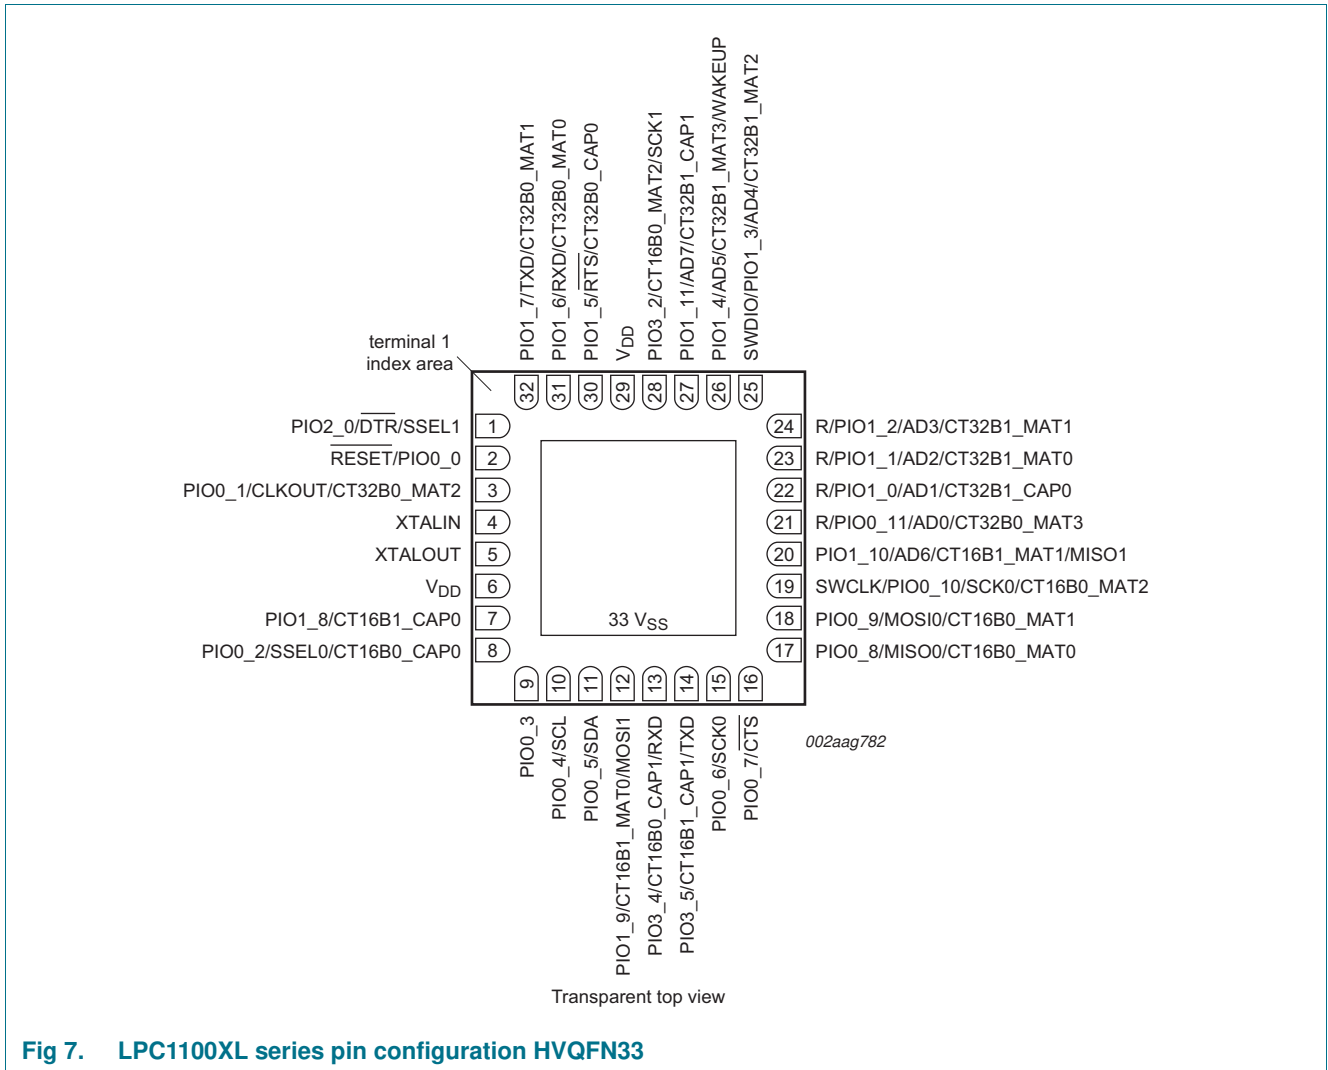 PIO1_7/TXD/CT32B0_MAT1
PIO1_6/RXD/CT32B0_MAT0
PIO1_5/RTS/CT32B0_CAP0
VDD
PIO3_2/CT16B0_MAT2/SCK1
PIO1_11/AD7/CT32B1_CAP1
PIO1_4/AD5/CT32B1_MAT3/WAKEUP
SWDIO/PIO1_3/AD4/CT32B1_MAT2
terminal 1
index area
32 31 30 29 28 27 26 25
PIO2_0/DTR/SSEL1 1
RESET/PIO0_0 2
PIO0_1/CLKOUT/CT32B0_MAT2 3
XTALIN 4
XTALOUT 5
VDD 6
PIO1_8/CT16B1_CAP0 7
PIO0_2/SSEL0/CT16B0_CAP0 8
24 R/PIO1_2/AD3/CT32B1_MAT1
23 R/PIO1_1/AD2/CT32B1_MAT0
22 R/PIO1_0/AD1/CT32B1_CAP0
21 R/PIO0_11/AD0/CT32B0_MAT3
20 PIO1_10/AD6/CT16B1_MAT1/MISO1
19 SWCLK/PIO0_10/SCK0/CT16B0_MAT2
18 PIO0_9/MOSI0/CT16B0_MAT1
17 PIO0_8/MISO0/CT16B0_MAT0
33 VSS
9 10 11 12 13 14 15 16
PIO0_3
PIO0_4/SCL
PIO0_5/SDA
PIO1_9/CT16B1_MAT0/MOSI1
PIO3_4/CT16B0_CAP1/RXD
PIO3_5/CT16B1_CAP1/TXD
PIO0_6/SCK0
PIO0_7/CTS
002aag782
Transparent top view
Fig 7. LPC1100XL series pin configuration HVQFN33